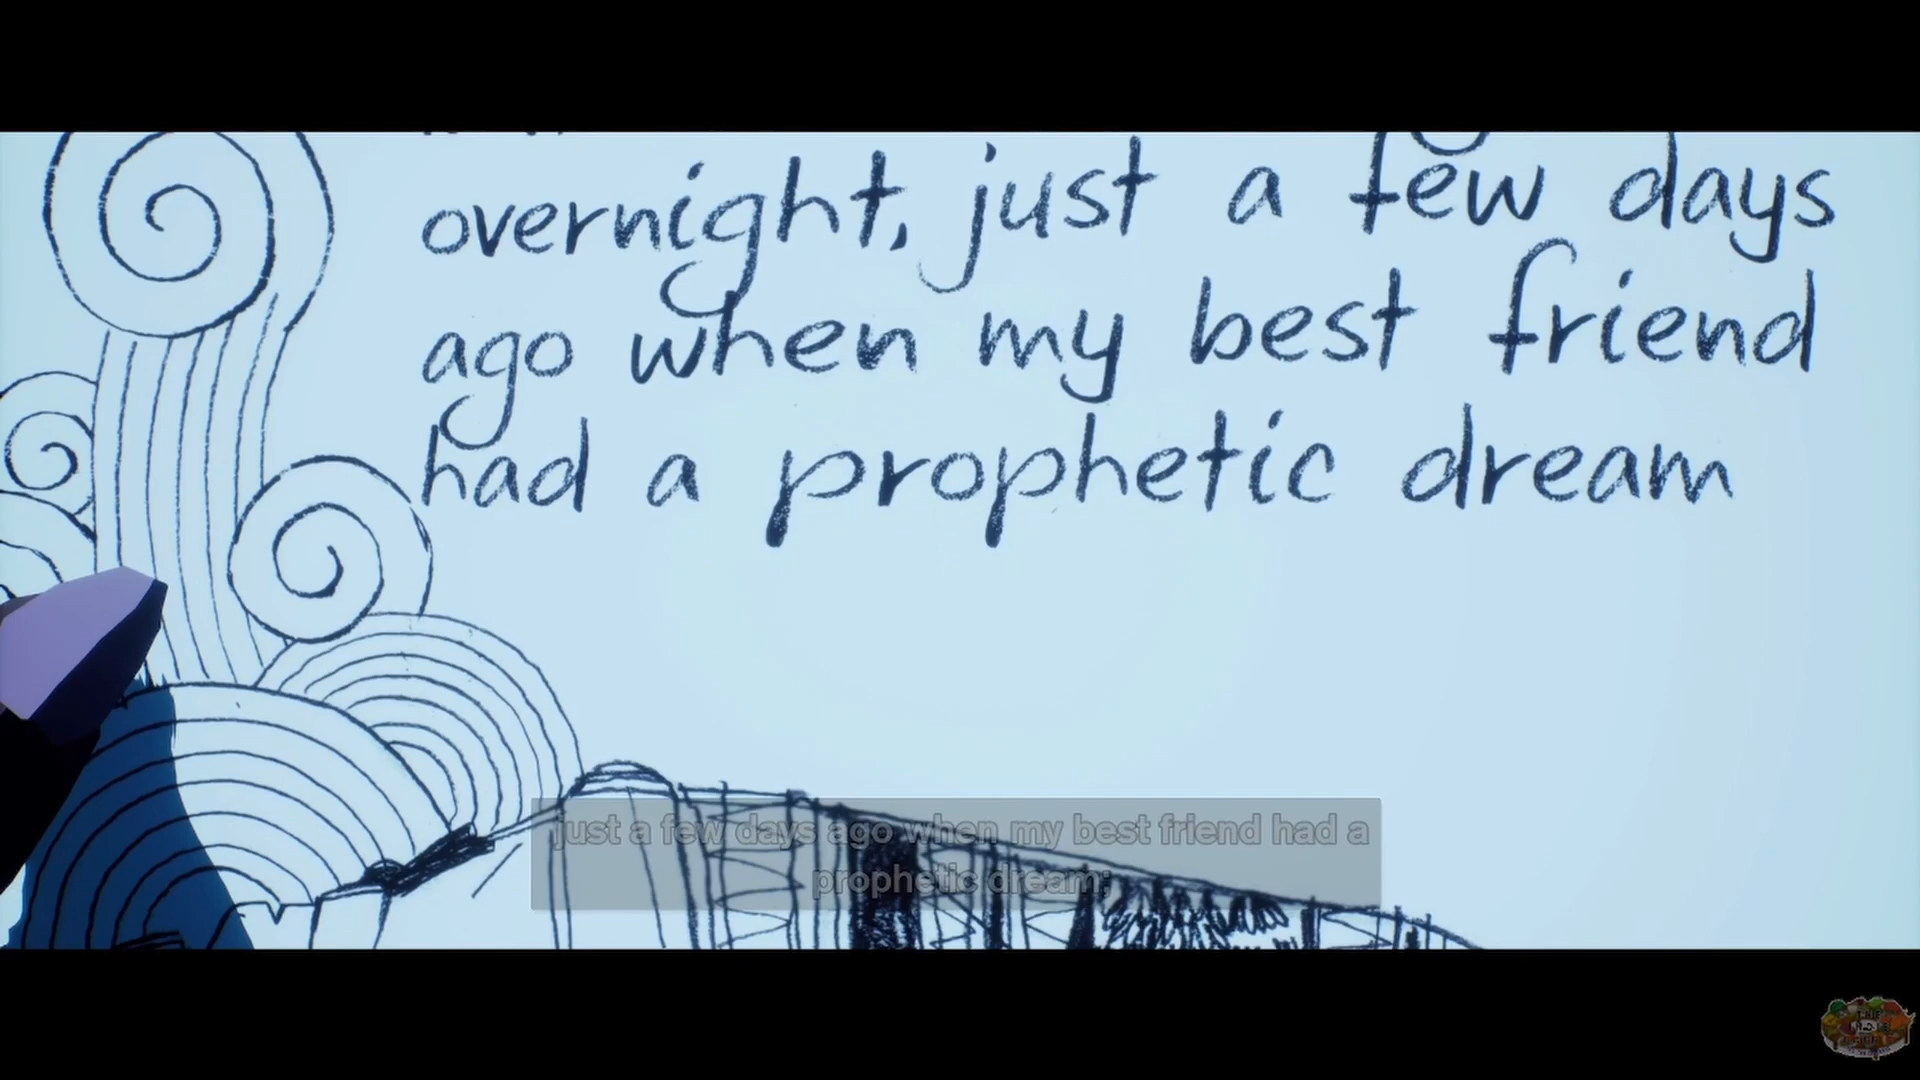 overnight, just a few days
ago when my best friend
had a prophetic dream
just a few days ago when my best friend had a
prophetic dream;